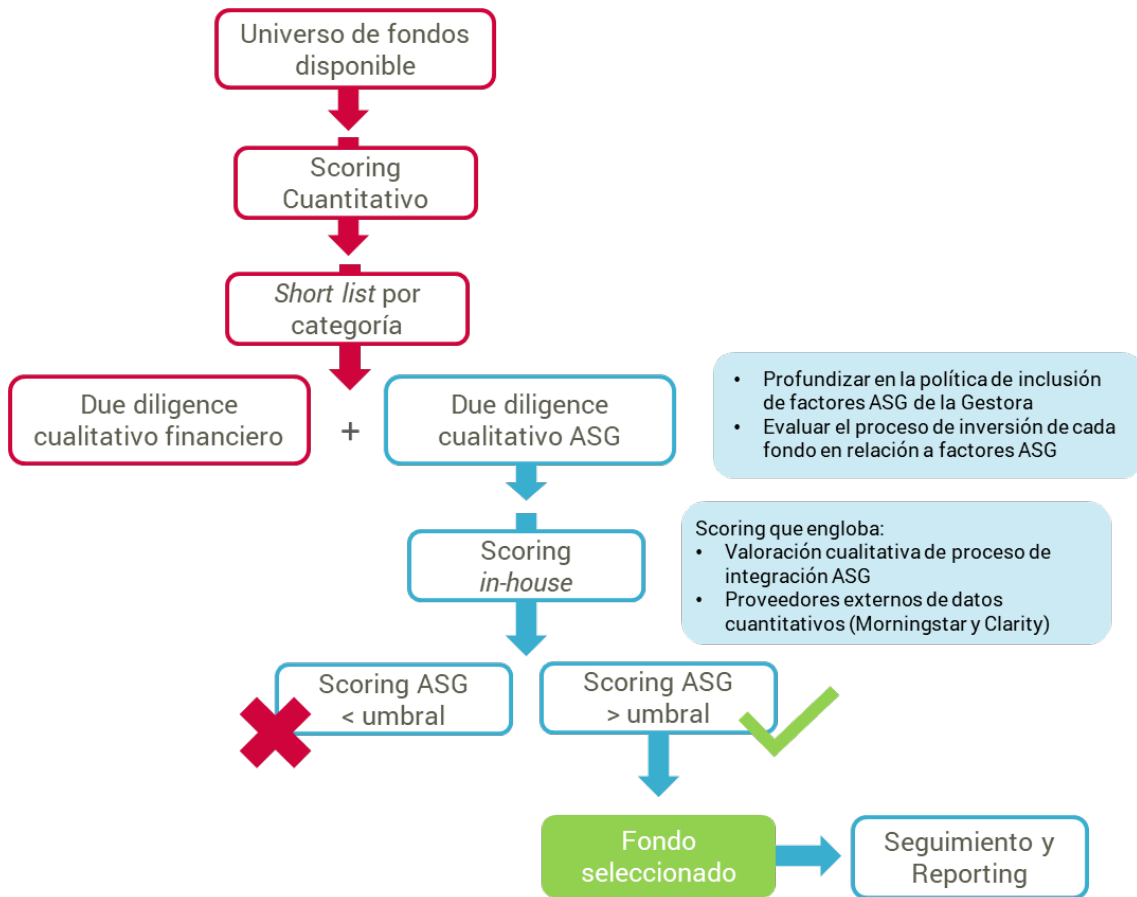 Universo de fondos
disponible
Scoring
Cuantitativo
Short list por
categoría
Due diligence
cualitativo financiero
+
Due diligence
cualitativo ASG
• Profundizar en la política de inclusión
de factores ASG de la Gestora
• Evaluar el proceso de inversión de cada
fondo en relación a factores ASG
Scoring
in-house
Scoring que engloba:
• Valoración cualitativa de proceso de
integración ASG
• Proveedores externos de datos
cuantitativos (Morningstar y Clarity)
Scoring ASG
< umbral
Scoring ASG
> umbral
Fondo
seleccionado
Seguimiento y
Reporting